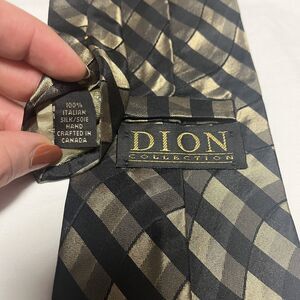 100%
ITALIAN
SILK/SOIE
HAND
CRAFTED IN
CANADA
DION
COLLECTION